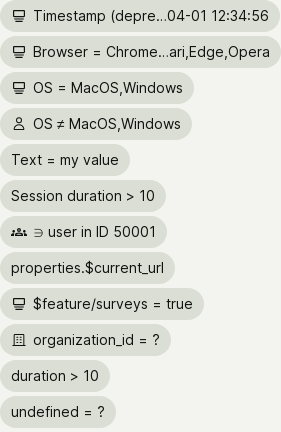 Timestamp (depre...04-01 12:34:56
Browser = Chrome...ari,Edge,Opera
OS = MacOS,Windows
OS ≠ MacOS,Windows
Text = my value
Session duration > 10
∋ user in ID 50001
properties.$current_url
$feature/surveys = true
organization_id = ?
duration > 10
undefined = ?